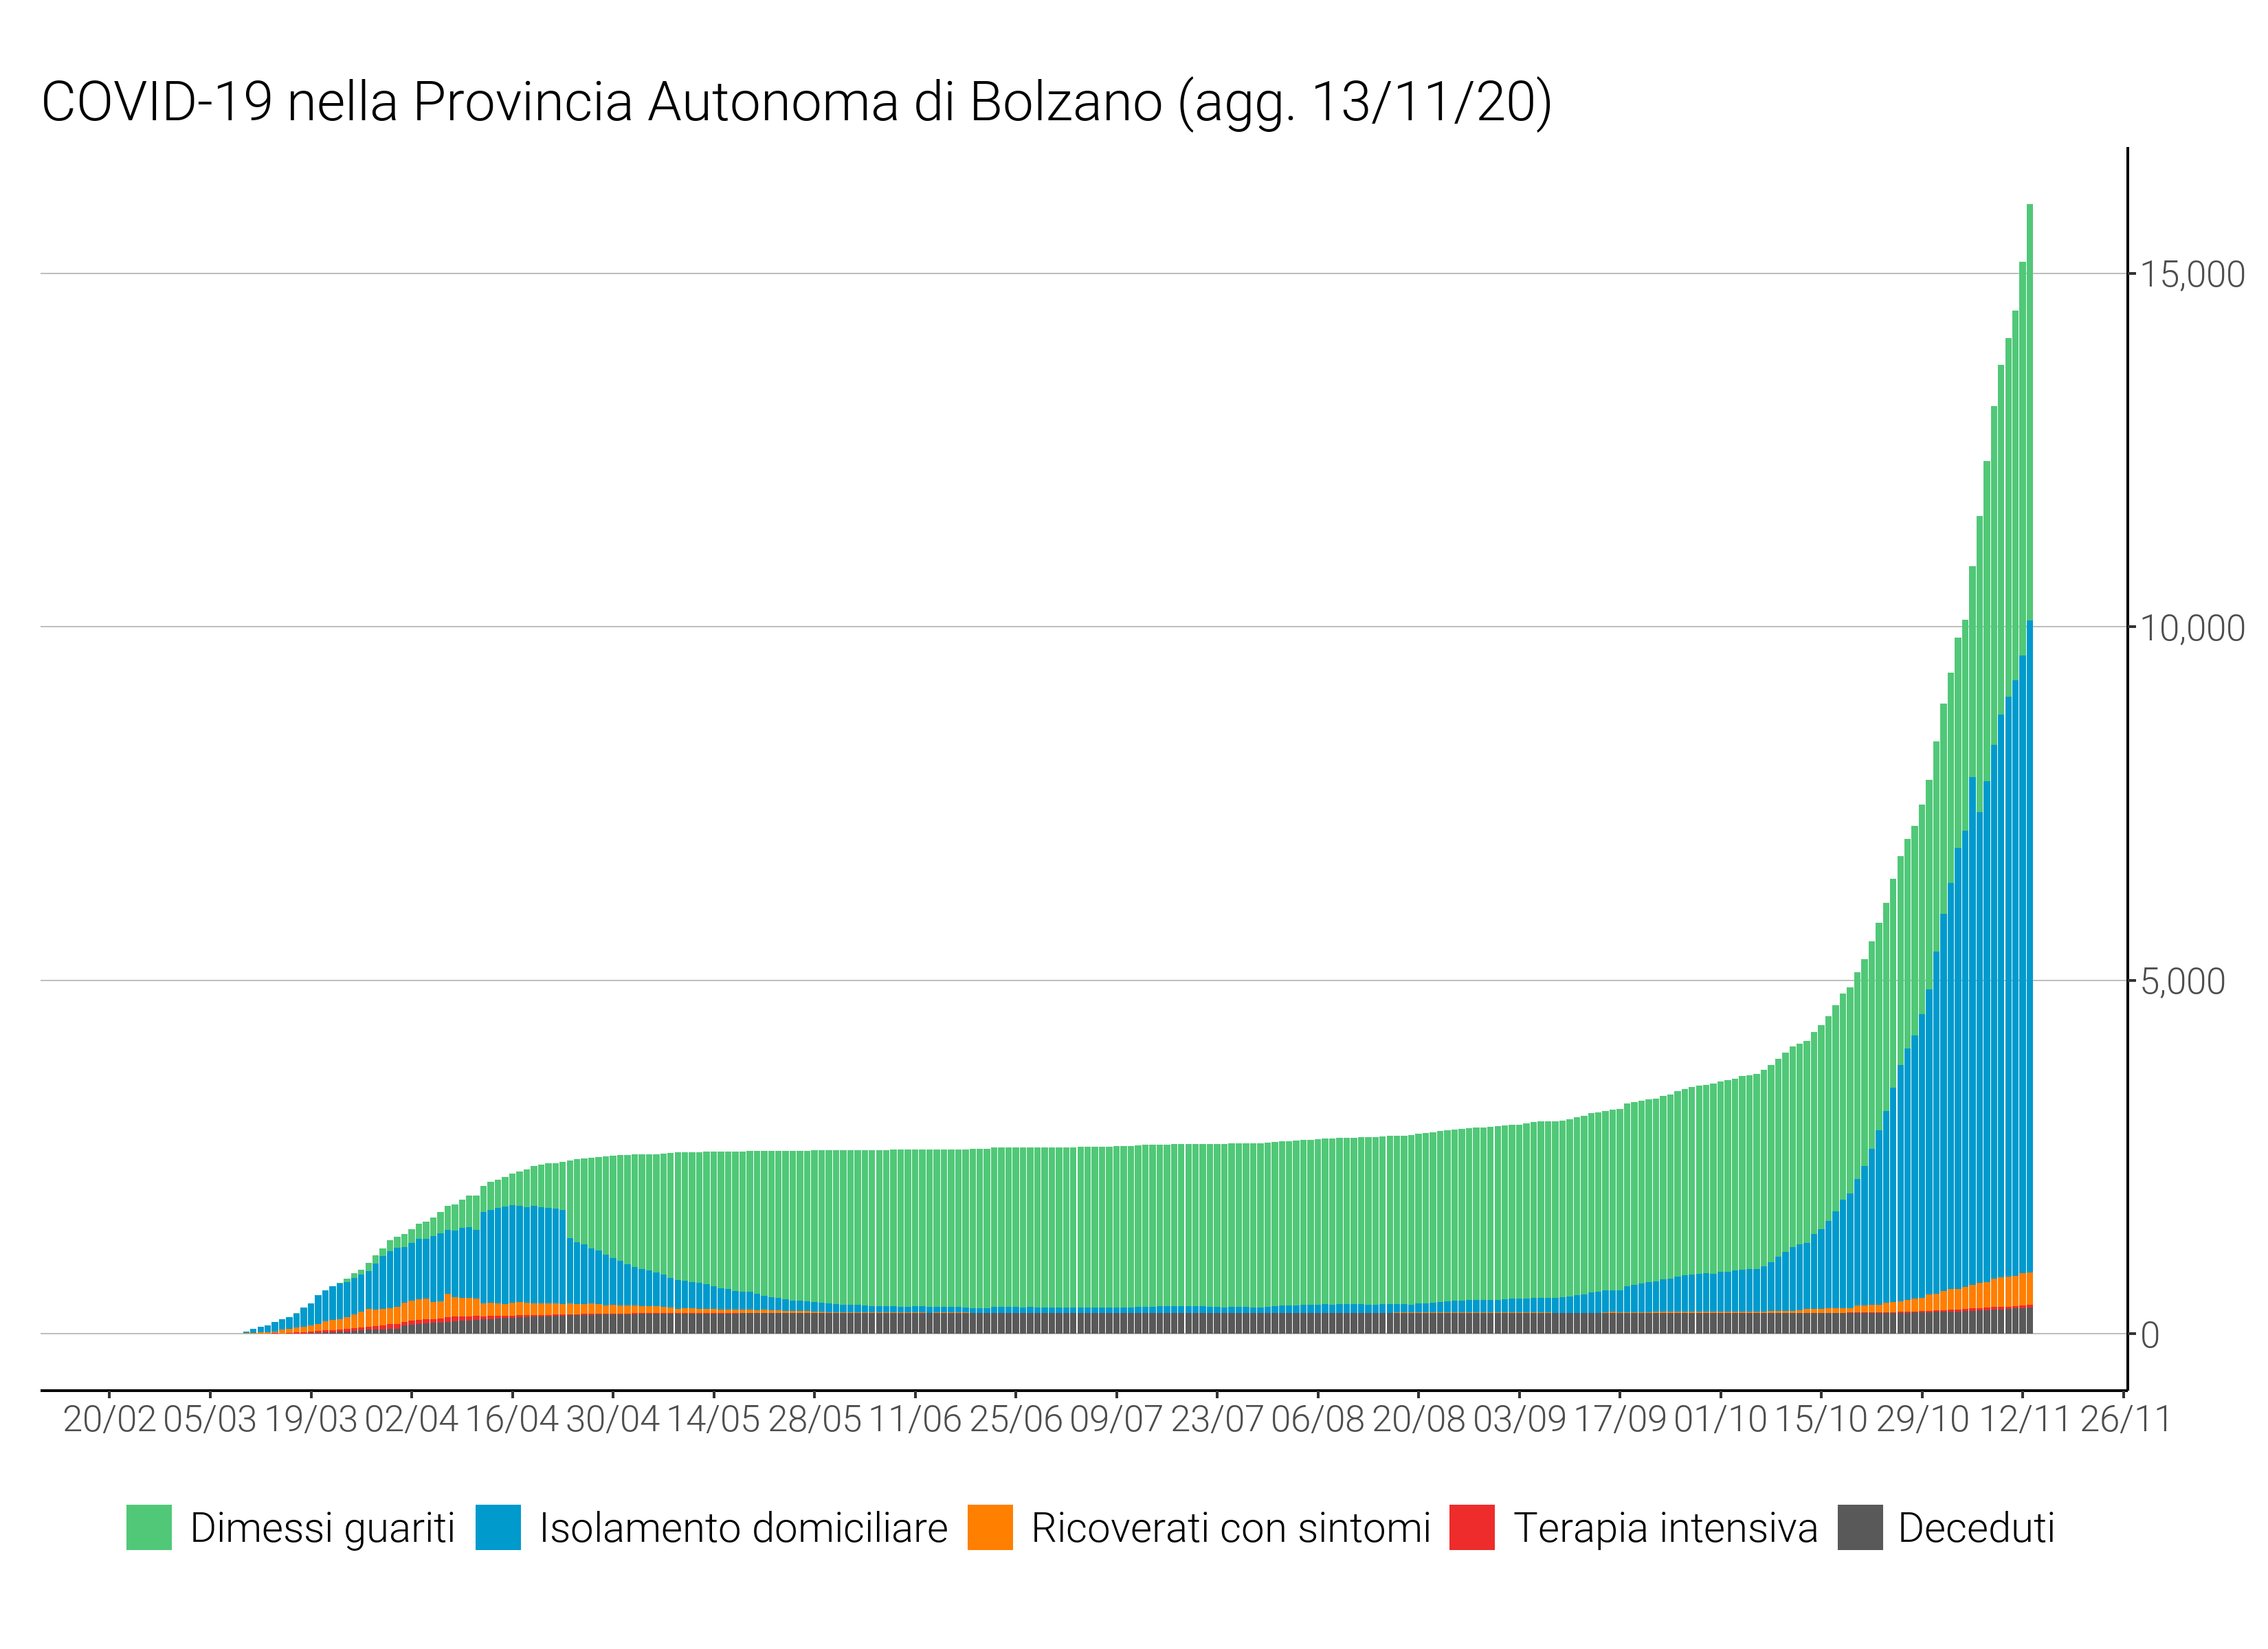 COVID-19 nella Provincia Autonoma di Bolzano (agg. 13/11/20)
15,000
10,000
5,000
0
20/02 05/03 19/03 02/04 16/04 30/04 14/05 28/05 11/06 25/06 09/07 23/07 06/08 20/08 03/09 17/09 01/10 15/10 29/10 12/11 26/11
Dimessi guariti Isolamento domiciliare Ricoverati con sintomi Terapia intensiva Deceduti